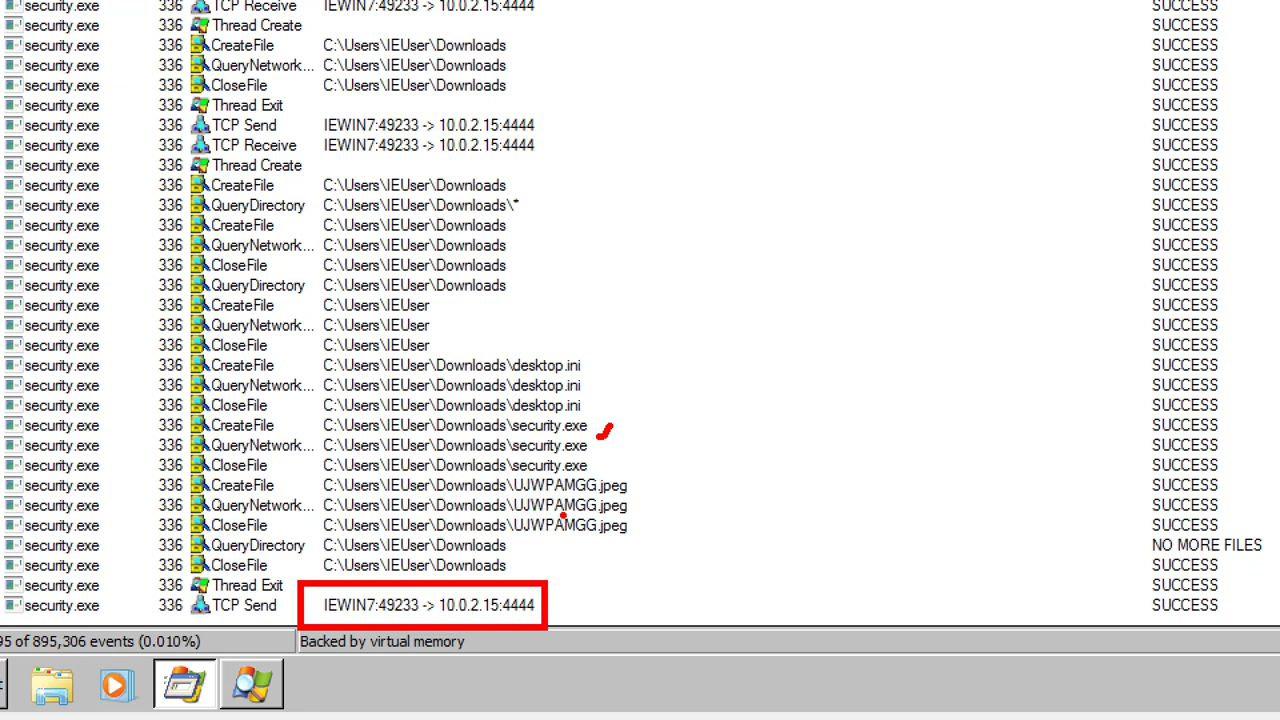 security.exe 336 TCP Receive IEWIN7:49233 -> 10.0.2.15:4444 SUCCESS
security.exe 336 Thread Create SUCCESS
security.exe 336 CreateFile C:\Users\IEUser\Downloads SUCCESS
security.exe 336 QueryNetwork... C:\Users\IEUser\Downloads SUCCESS
security.exe 336 CloseFile C:\Users\IEUser\Downloads SUCCESS
security.exe 336 Thread Exit SUCCESS
security.exe 336 TCP Send IEWIN7:49233 -> 10.0.2.15:4444 SUCCESS
security.exe 336 TCP Receive IEWIN7:49233 -> 10.0.2.15:4444 SUCCESS
security.exe 336 Thread Create SUCCESS
security.exe 336 CreateFile C:\Users\IEUser\Downloads SUCCESS
security.exe 336 QueryDirectory C:\Users\IEUser\Downloads\* SUCCESS
security.exe 336 CreateFile C:\Users\IEUser\Downloads SUCCESS
security.exe 336 QueryNetwork... C:\Users\IEUser\Downloads SUCCESS
security.exe 336 CloseFile C:\Users\IEUser\Downloads SUCCESS
security.exe 336 QueryDirectory C:\Users\IEUser\Downloads SUCCESS
security.exe 336 CreateFile C:\Users\IEUser SUCCESS
security.exe 336 QueryNetwork... C:\Users\IEUser SUCCESS
security.exe 336 CloseFile C:\Users\IEUser SUCCESS
security.exe 336 CreateFile C:\Users\IEUser\Downloads\desktop.ini SUCCESS
security.exe 336 QueryNetwork... C:\Users\IEUser\Downloads\desktop.ini SUCCESS
security.exe 336 CloseFile C:\Users\IEUser\Downloads\desktop.ini SUCCESS
security.exe 336 CreateFile C:\Users\IEUser\Downloads\security.exe SUCCESS
security.exe 336 QueryNetwork... C:\Users\IEUser\Downloads\security.exe SUCCESS
security.exe 336 CloseFile C:\Users\IEUser\Downloads\security.exe SUCCESS
security.exe 336 CreateFile C:\Users\IEUser\Downloads\UJWPAMGG.jpeg SUCCESS
security.exe 336 QueryNetwork... C:\Users\IEUser\Downloads\UJWPAMGG.jpeg SUCCESS
security.exe 336 CloseFile C:\Users\IEUser\Downloads\UJWPAMGG.jpeg SUCCESS
security.exe 336 QueryDirectory C:\Users\IEUser\Downloads NO MORE FILES
security.exe 336 CloseFile C:\Users\IEUser\Downloads SUCCESS
security.exe 336 Thread Exit SUCCESS
security.exe 336 TCP Send IEWIN7:49233 -> 10.0.2.15:4444 SUCCESS
95 of 895,306 events (0.010%) Backed by virtual memory